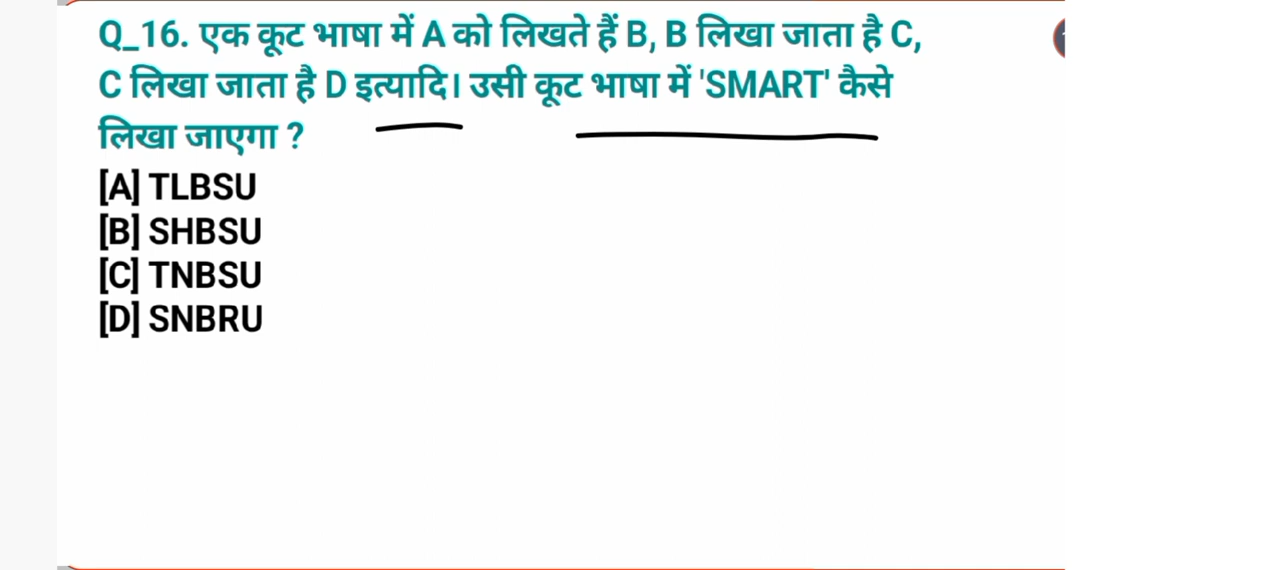 Q_16. एक कूट भाषा में A को लिखते हैं B, B लिखा जाता है C,
C लिखा जाता है D इत्यादि। उसी कूट भाषा में 'SMART' कैसे
लिखा जाएगा ?
[A] TLBSU
[B] SHBSU
[C] TNBSU
[D] SNBRU